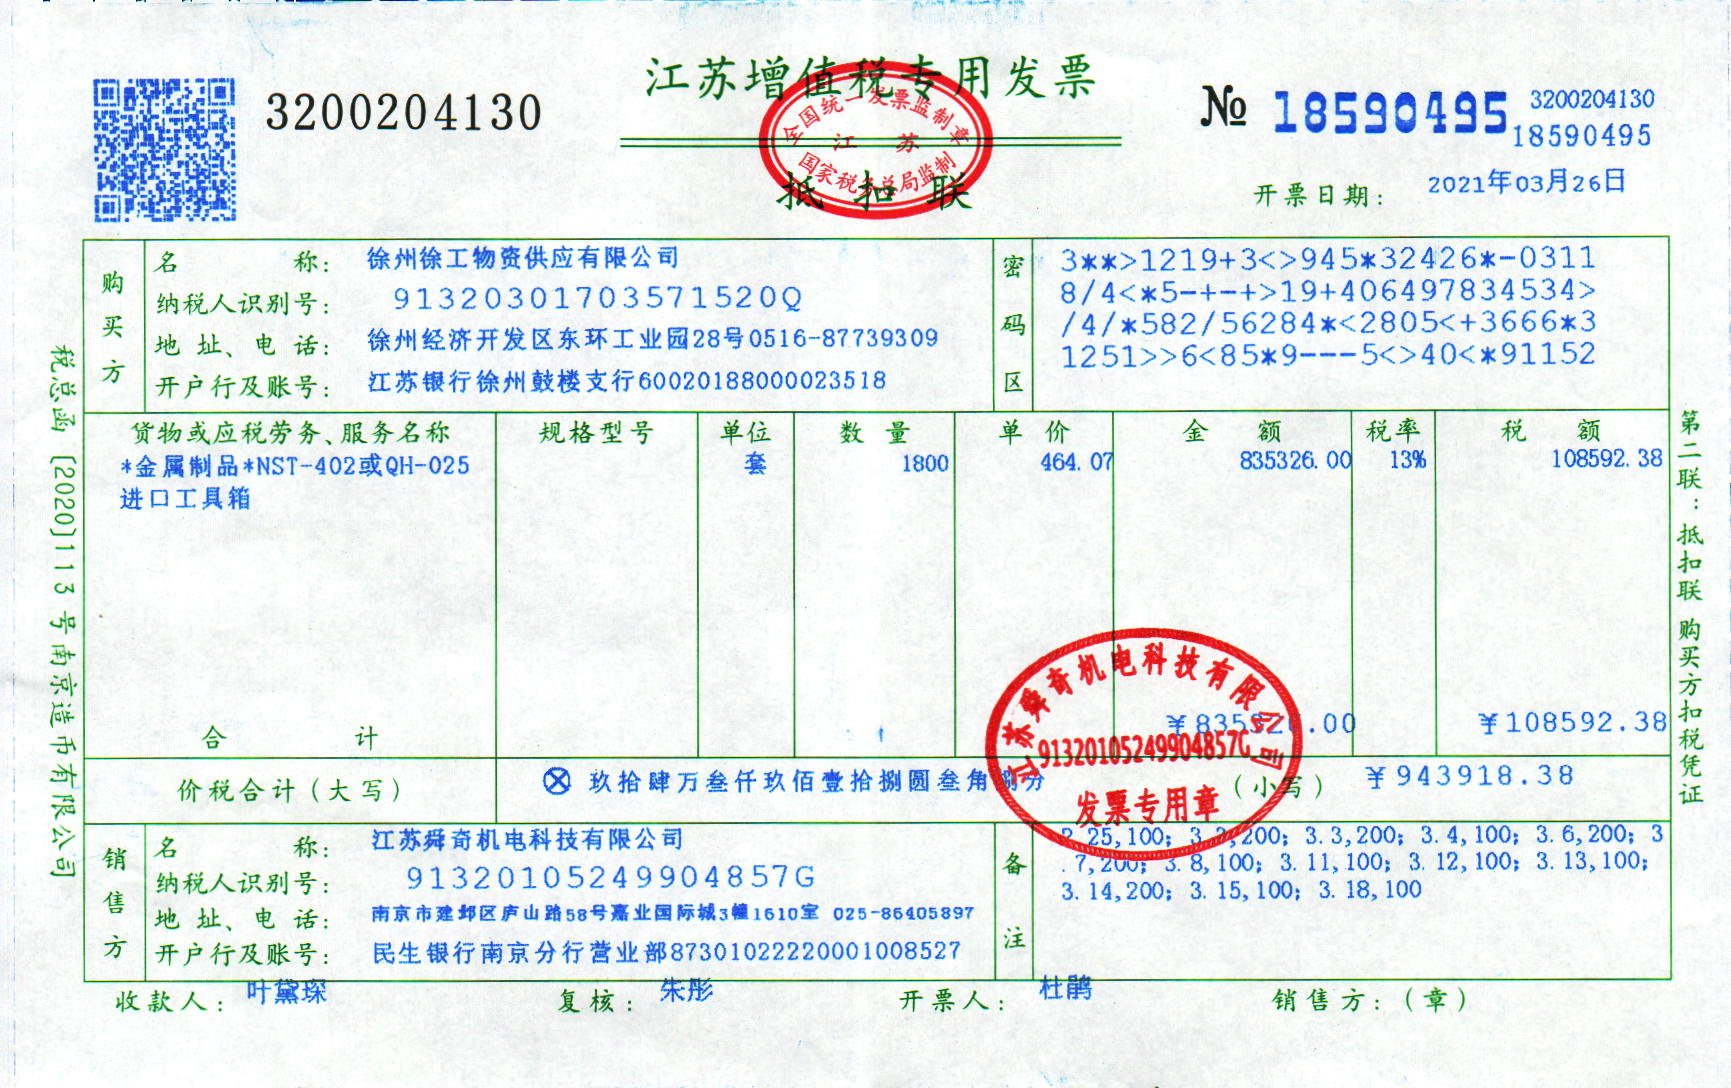 江苏增值税专用发票
3200204130
№ 18590495
3200204130
18590495
全国统一发票监制章
江 苏
国家税务总局监制
抵扣联
开票日期: 2021年03月26日
购买方
名 称: 徐州徐工物资供应有限公司
纳税人识别号: 91320301703571520Q
地 址、电 话: 徐州经济开发区东环工业园28号0516-87739309
开户行及账号: 江苏银行徐州鼓楼支行60020188000023518
密码区
3**>1219+3<>945*32426*-0311
8/4<*5-+-+>19+406497834534>
/4/*582/56284*<2805<+3666*3
1251>>6<85*9---5<>40<*91152
货物或应税劳务、服务名称 规格型号 单位 数 量 单 价 金 额 税率 税 额
*金属制品*NST-402或QH-025 套 1800 464.07 835326.00 13% 108592.38
进口工具箱
合 计 ¥835326.00 ¥108592.38
价税合计(大写) ⊗ 玖拾肆万叁仟玖佰壹拾捌圆叁角捌分 (小写) ¥943918.38
江苏舜奇机电科技有限公司
91320105249904857G
发票专用章
销售方
名 称: 江苏舜奇机电科技有限公司
纳税人识别号: 91320105249904857G
地 址、电 话: 南京市建邺区庐山路58号嘉业国际城3幢1610室 025-86405897
开户行及账号: 民生银行南京分行营业部87301022220001008527
备注
2.25,100; 3.2,200; 3.3,200; 3.4,100; 3.6,200; 3
.7,200; 3.8,100; 3.11,100; 3.12,100; 3.13,100;
3.14,200; 3.15,100; 3.18,100
收款人: 叶黛琛 复核: 朱彤 开票人: 杜鹃 销售方:(章)
税总函〔2020〕113号南京造币有限公司
第二联:抵扣联 购买方扣税凭证